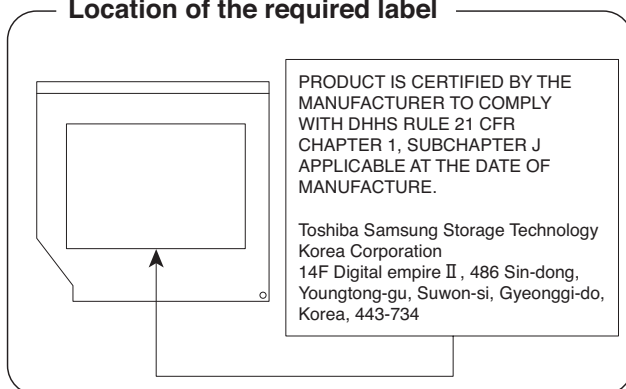 Location of the required label
PRODUCT IS CERTIFIED BY THE
MANUFACTURER TO COMPLY
WITH DHHS RULE 21 CFR
CHAPTER 1, SUBCHAPTER J
APPLICABLE AT THE DATE OF
MANUFACTURE.
Toshiba Samsung Storage Technology
Korea Corporation
14F Digital empire Ⅱ, 486 Sin-dong,
Youngtong-gu, Suwon-si, Gyeonggi-do,
Korea, 443-734